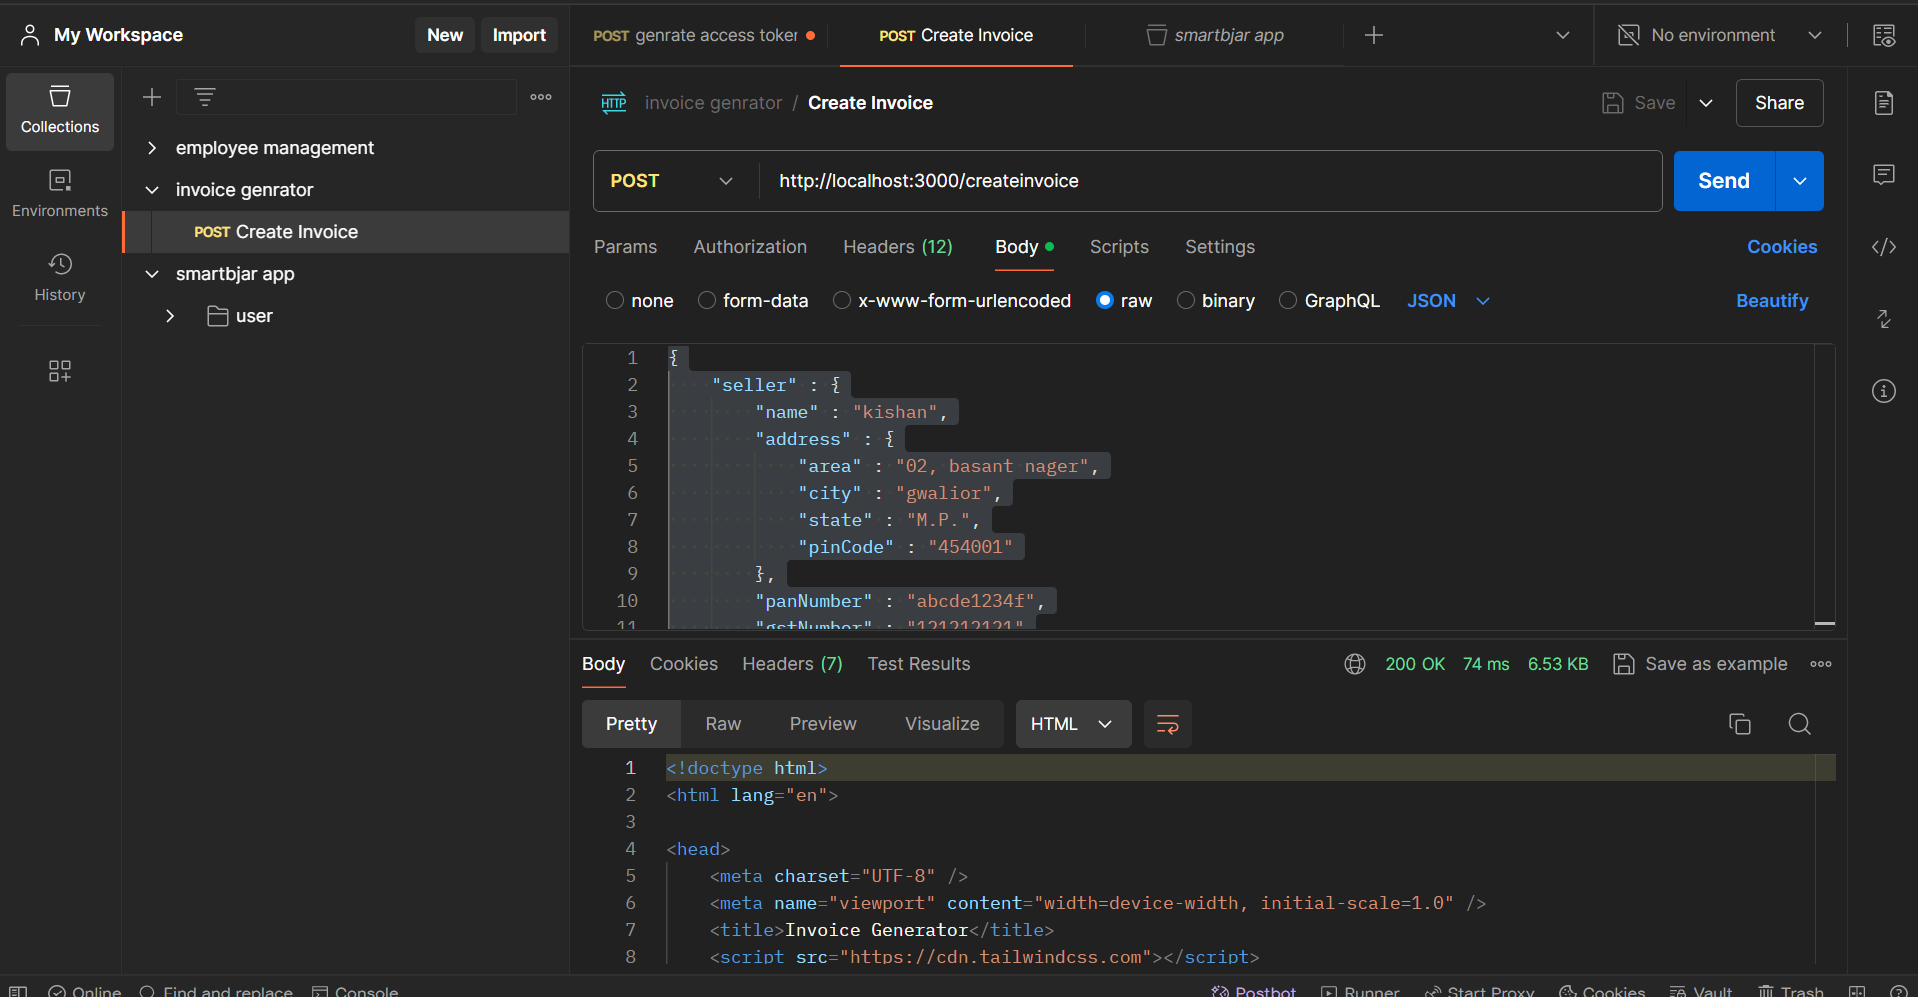 My Workspace
New
Import
POST genrate access toker
POST Create Invoice
smartbjar app
No environment
Collections
Environments
History
employee management
invoice genrator
POST Create Invoice
smartbjar app
user
HTTP invoice genrator / Create Invoice
Save
Share
POST
http://localhost:3000/createinvoice
Send
Params Authorization Headers (12) Body Scripts Settings
Cookies
none form-data x-www-form-urlencoded raw binary GraphQL JSON
Beautify
1 {
2 "seller" : {
3 "name" : "kishan",
4 "address" : {
5 "area" : "02, basant nager",
6 "city" : "gwalior",
7 "state" : "M.P.",
8 "pinCode" : "454001"
9 },
10 "panNumber" : "abcde1234f",
11 "gstNumber" : "121212121"
Body Cookies Headers (7) Test Results
200 OK 74 ms 6.53 KB Save as example
Pretty Raw Preview Visualize HTML
1 <!doctype html>
2 <html lang="en">
3
4 <head>
5 <meta charset="UTF-8" />
6 <meta name="viewport" content="width=device-width, initial-scale=1.0" />
7 <title>Invoice Generator</title>
8 <script src="https://cdn.tailwindcss.com"></script>
Online Find and replace Console
Postbot Runner Start Proxy Cookies Vault Trash